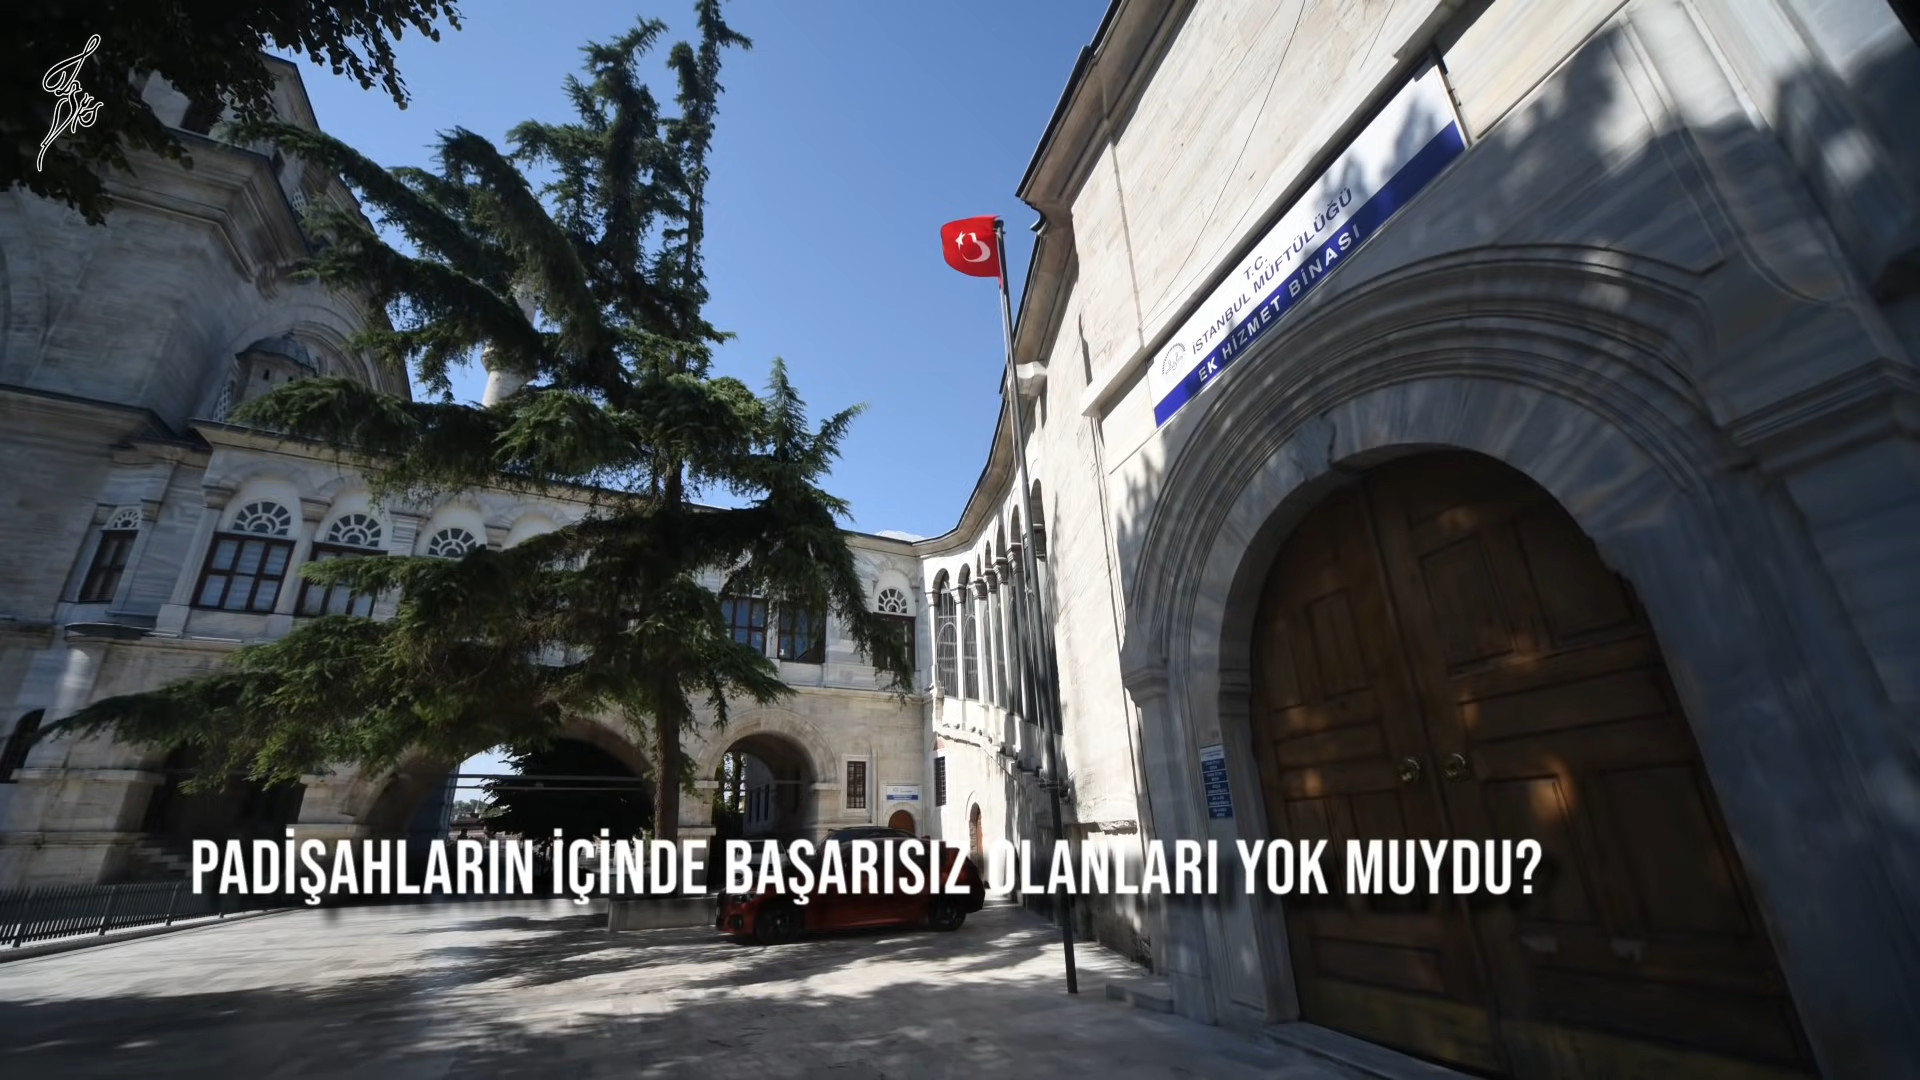 T.C.
İSTANBUL MÜFTÜLÜĞÜ
EK HİZMET BİNASI
PADİŞAHLARIN İÇİNDE BAŞARISIZ OLANLARI YOK MUYDU?